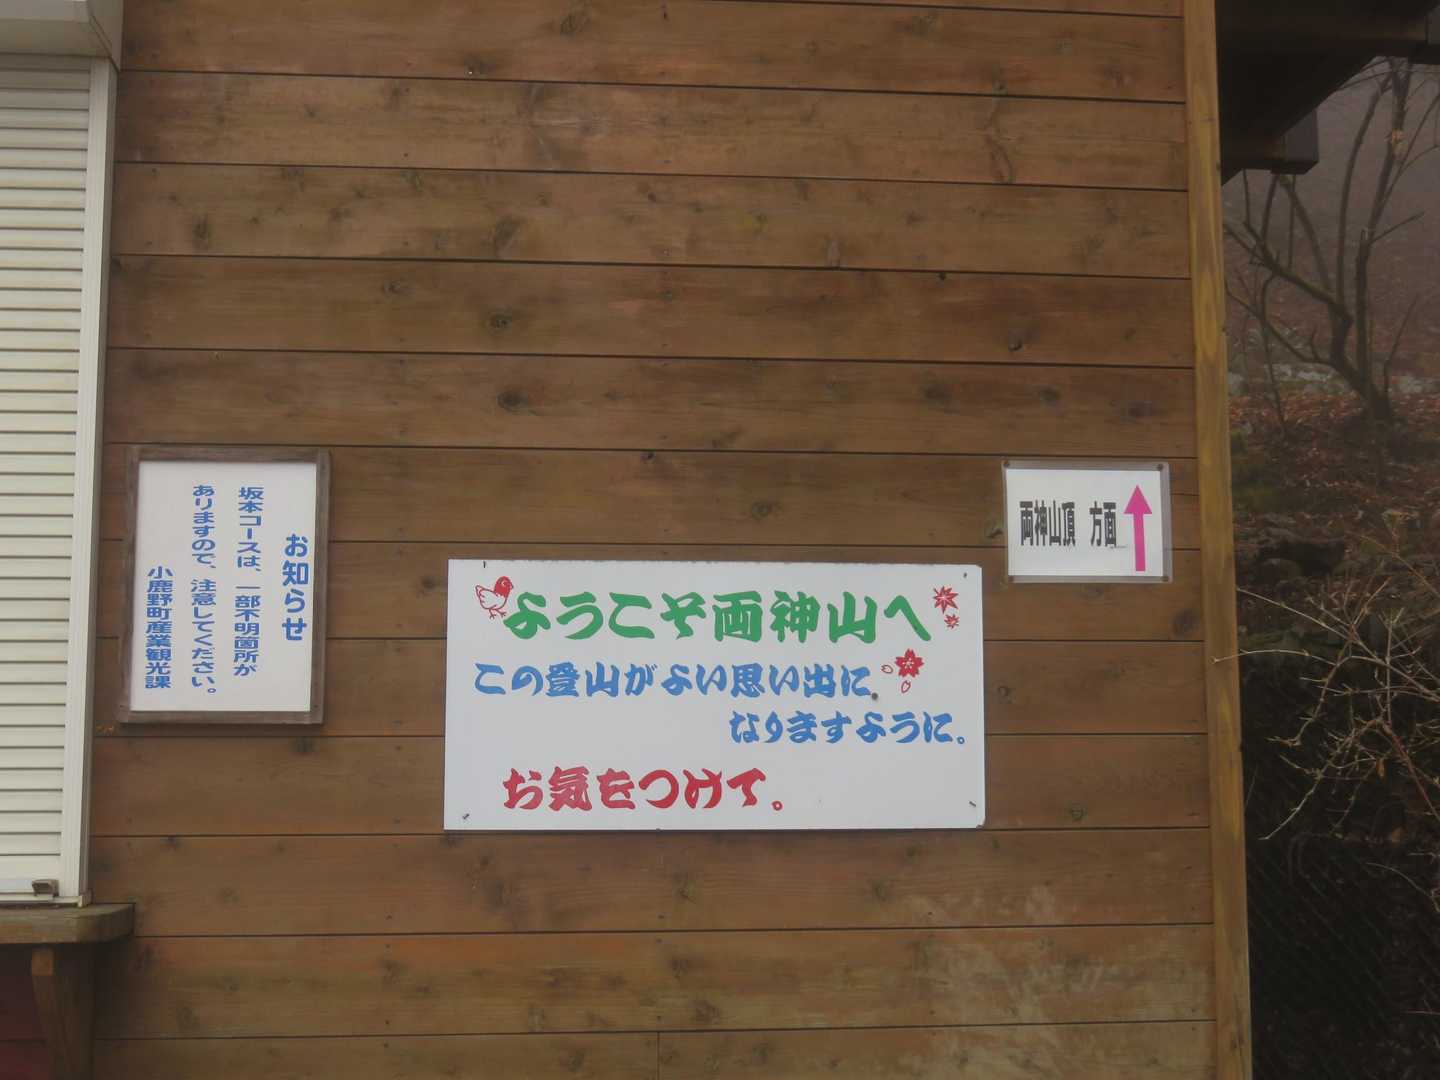 お知らせ
坂本コースは、一部不明箇所が
ありますので、注意してください。
小鹿野町産業観光課
ようこそ両神山へ
この登山がよい思い出に
なりますように。
お気をつけて。
両神山頂 方面